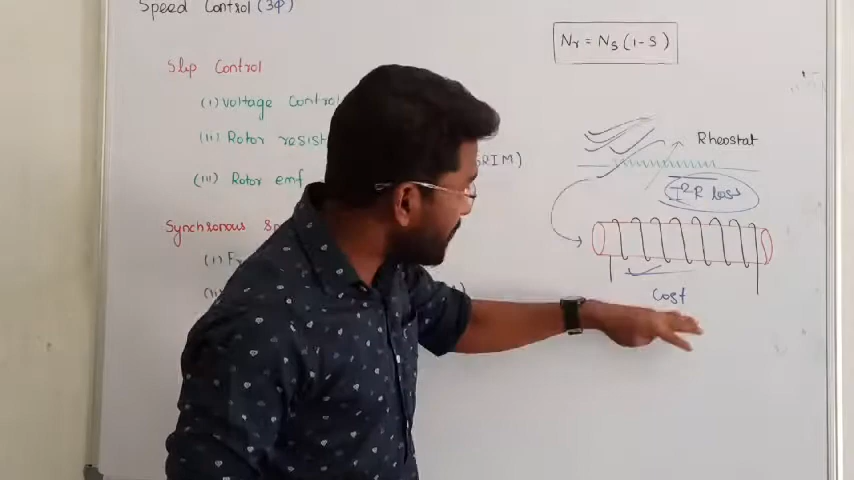 Speed Control (3Φ)
Nr = Ns (1-S)
Slip Control
(i) Voltage Control
(ii) Rotor
RIM)
(iii) Rotor emf
Synchronous
(i)
Rheostat
I²R loss
Cost